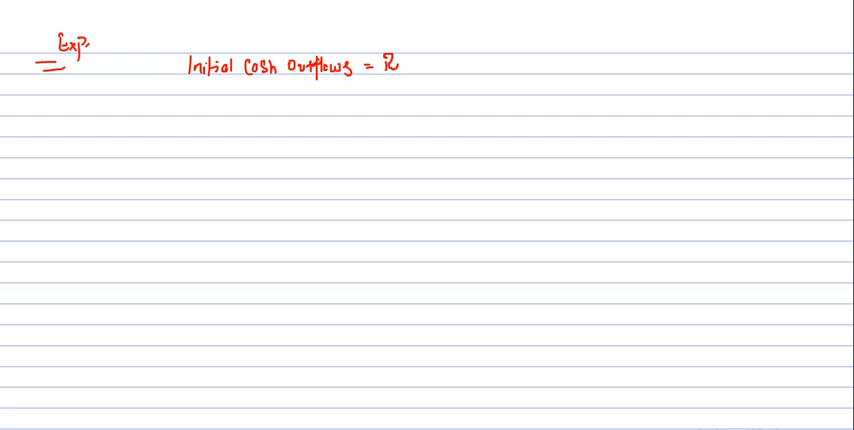 Exp.
Initial Cash Outflows = ₹